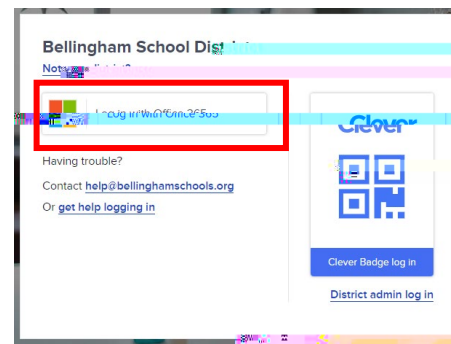 Bellingham School
Having trouble?
Contact help@bellinghamschools.org
Or get help logging in
Clever
Clever Badge log in
District admin log in